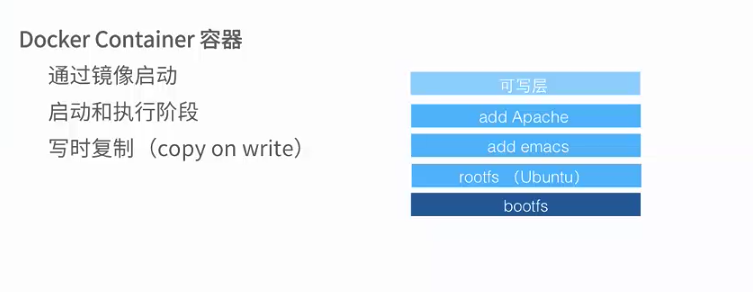 Docker Container 容器
通过镜像启动
启动和执行阶段
写时复制（copy on write）
可写层
add Apache
add emacs
rootfs （Ubuntu）
bootfs